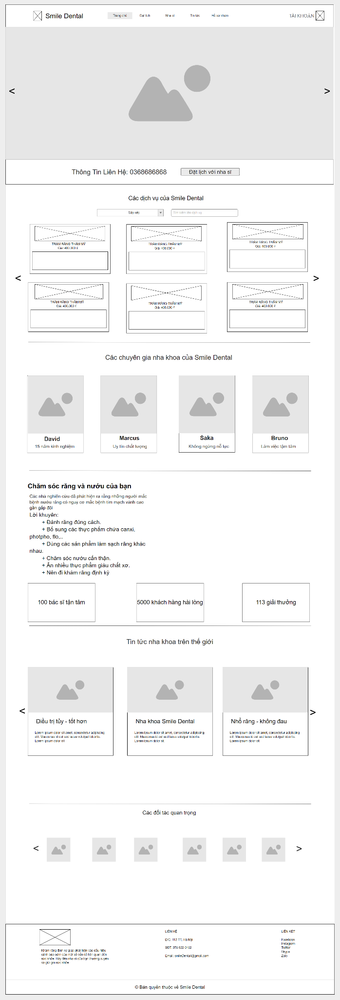 Smile Dental
Trang chủ
Đặt lịch
Nha sĩ
Tin tức
Hồ sơ khám
TÀI KHOẢN
<
>
Thông Tin Liên Hệ: 0368686868
Đặt lịch với nha sĩ
Các dịch vụ của Smile Dental
Sắp xếp
Tìm kiếm tên dịch vụ
TRÁM RĂNG THẨM MỸ
Giá: 400.000 đ
TRÁM RĂNG THẨM MỸ
Giá: 400.000 đ
TRÁM RĂNG THẨM MỸ
Giá: 400.000 đ
<
>
TRÁM RĂNG THẨM MỸ
Giá: 400.000 đ
TRÁM RĂNG THẨM MỸ
Giá: 400.000 đ
TRÁM RĂNG THẨM MỸ
Giá: 400.000 đ
Các chuyên gia nha khoa của Smile Dental
David
15 năm kinh nghiệm
Marcus
Uy tín chất lượng
Saka
Không ngừng nỗ lực
Bruno
Làm việc tận tâm
Chăm sóc răng và nướu của bạn
Các nhà nghiên cứu đã phát hiện ra rằng những người mắc
bệnh nướu răng có nguy cơ mắc bệnh tim mạch vành cao
gần gấp đôi
Lời khuyên:
+ Đánh răng đúng cách.
+ Bổ sung các thực phẩm chứa canxi,
photpho, flo,..
+ Dùng các sản phẩm làm sạch răng khác
nhau.
+ Chăm sóc nướu cẩn thận.
+ Ăn nhiều thực phẩm giàu chất xơ.
+ Nên đi khám răng định kỳ
100 bác sĩ tận tâm
5000 khách hàng hài lòng
113 giải thưởng
Tin tức nha khoa trên thế giới
<
>
Điều trị tủy - tốt hơn
Lorem ipsum dolor sit amet, consectetur adipiscing
elit. Maecenas id est sed lacus volutpat lobortis.
Lorem ipsum dolor sit
Nha khoa Smile Dental
Lorem ipsum dolor sit amet, consectetur adipiscing
elit. Maecenas id est sed lacus volutpat lobortis.
Lorem ipsum dolor sit
Nhổ răng - không đau
Lorem ipsum dolor sit amet, consectetur adipiscing
elit. Maecenas id est sed lacus volutpat lobortis.
Lorem ipsum dolor sit
Các đối tác quan trọng
<
>
Khám răng định kỳ giúp phát hiện các dấu hiệu
cảnh báo sớm của một số vấn đề liên quan đến
sức khỏe. Hãy đến nha sĩ của bạn thường xuyên
và giữ gìn sức khỏe.
LIÊN HỆ
Đ/C: 113 TT, Hà Nội
SĐT: 076 922 0162
Email: smileDental@gmail.com
LIÊN KẾT
Facebook
Instagram
Twitter
Skype
Zalo
© Bản quyền thuộc về Smile Dental